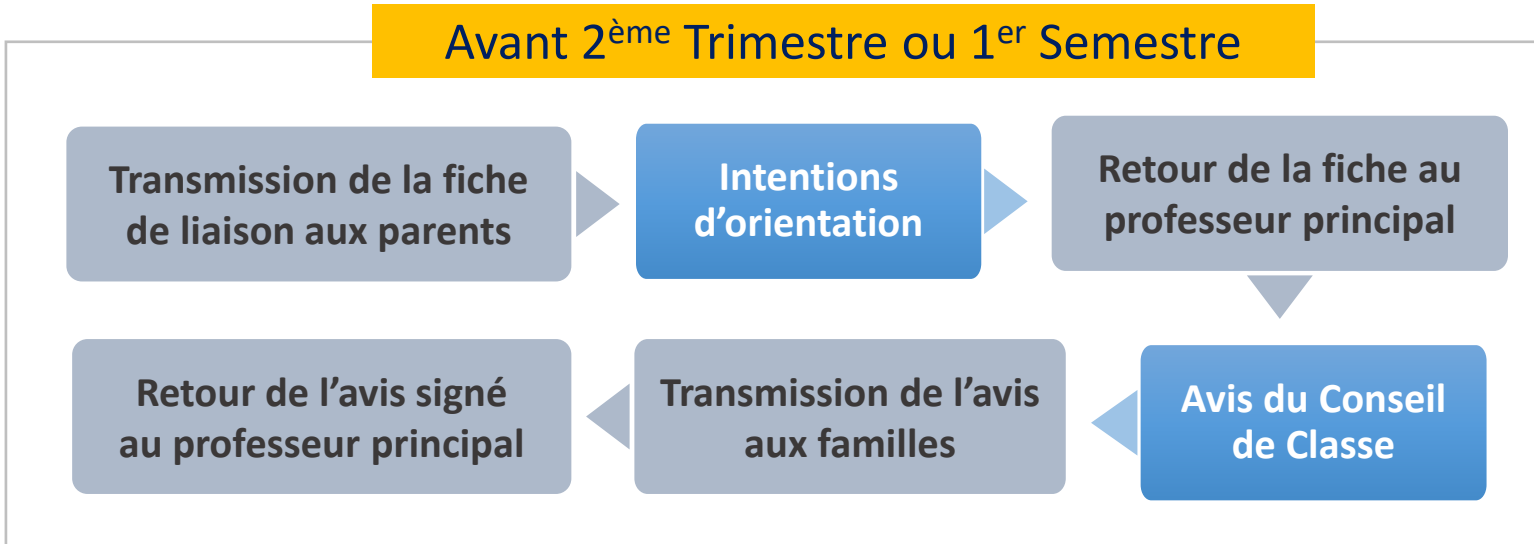 Avant 2ème Trimestre ou 1er Semestre
Transmission de la fiche
de liaison aux parents
Intentions
d’orientation
Retour de la fiche au
professeur principal
Avis du Conseil
de Classe
Transmission de l’avis
aux familles
Retour de l’avis signé
au professeur principal